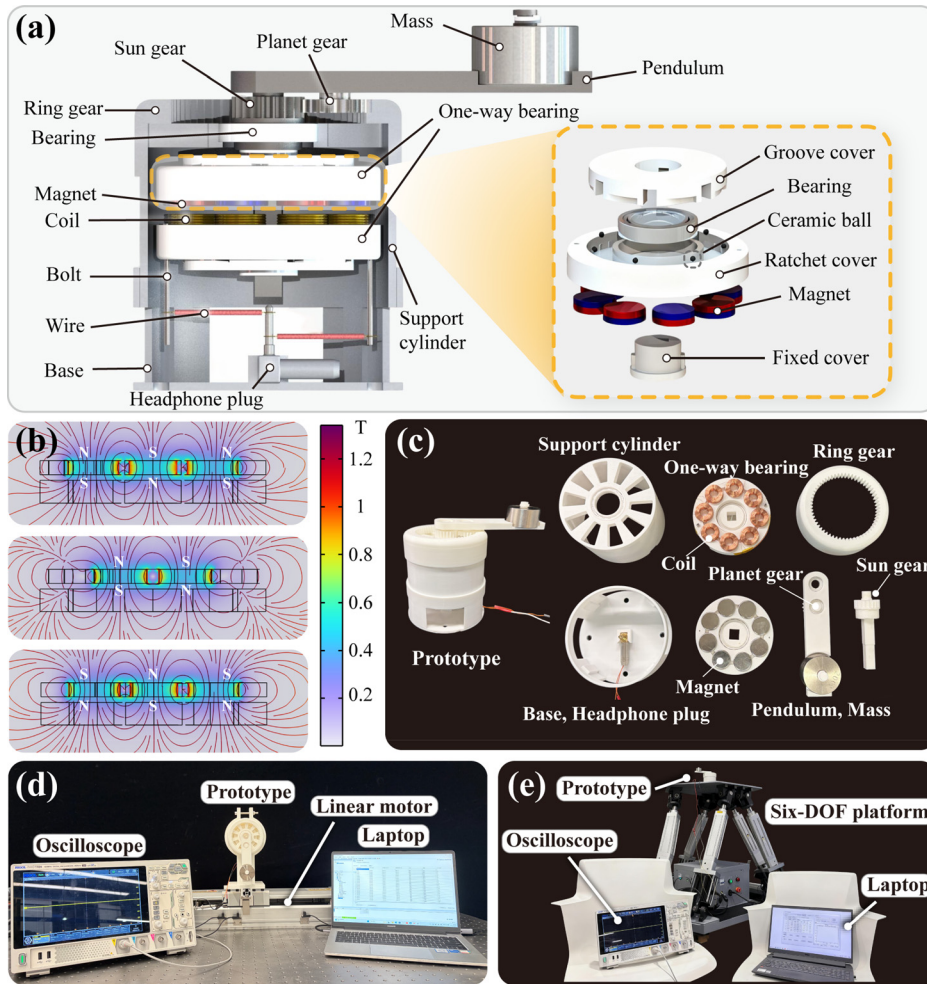 (a)
Mass
Sun gear
Planet gear
Pendulum
Ring gear
Bearing
One-way bearing
Magnet
Coil
Bolt
Wire
Base
Support
cylinder
Headphone plug
Groove cover
Bearing
Ceramic ball
Ratchet cover
Magnet
Fixed cover
(b)
N
S
N
S
N
S
N
S
N
S
S
N
S
N
S
N
T
1.2
1
0.8
0.6
0.4
0.2
(c)
Support cylinder
One-way bearing
Ring gear
Coil
Planet gear
Sun gear
Prototype
Magnet
Base, Headphone plug
Pendulum, Mass
(d)
Prototype
Linear motor
Laptop
Oscilloscope
(e)
Prototype
Six-DOF platform
Oscilloscope
Laptop